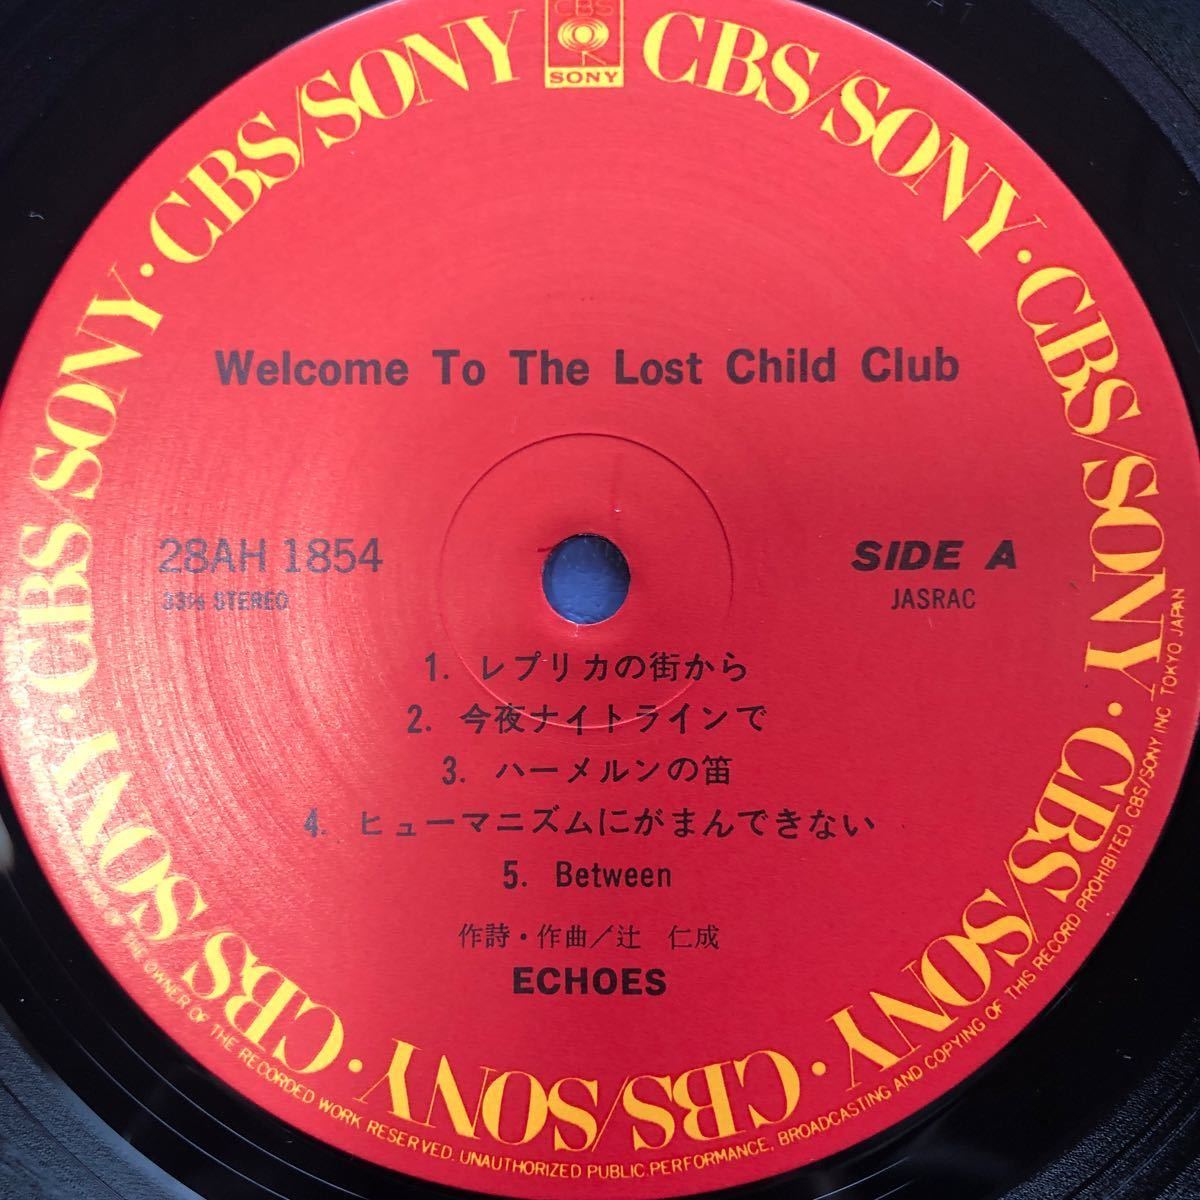 CBS
SONY
CBS/SONY · CBS/SONY · CBS/SONY · CBS/SONY · CBS/SONY · CBS/SONY · CBS/SONY · CBS/SONY · CBS/SONY · CBS/SONY
Welcome To The Lost Child Club
28AH 1854
33⅓ STEREO
SIDE A
JASRAC
1. レプリカの街から
2. 今夜ナイトラインで
3. ハーメルンの笛
4. ヒューマニズムにがまんできない
5. Between
作詩・作曲／辻 仁成
ECHOES
OF THE OWNER OF THE RECORDED WORK RESERVED. UNAUTHORIZED PUBLIC PERFORMANCE, BROADCASTING AND COPYING OF THIS RECORD PROHIBITED. CBS/SONY INC. TOKYO JAPAN